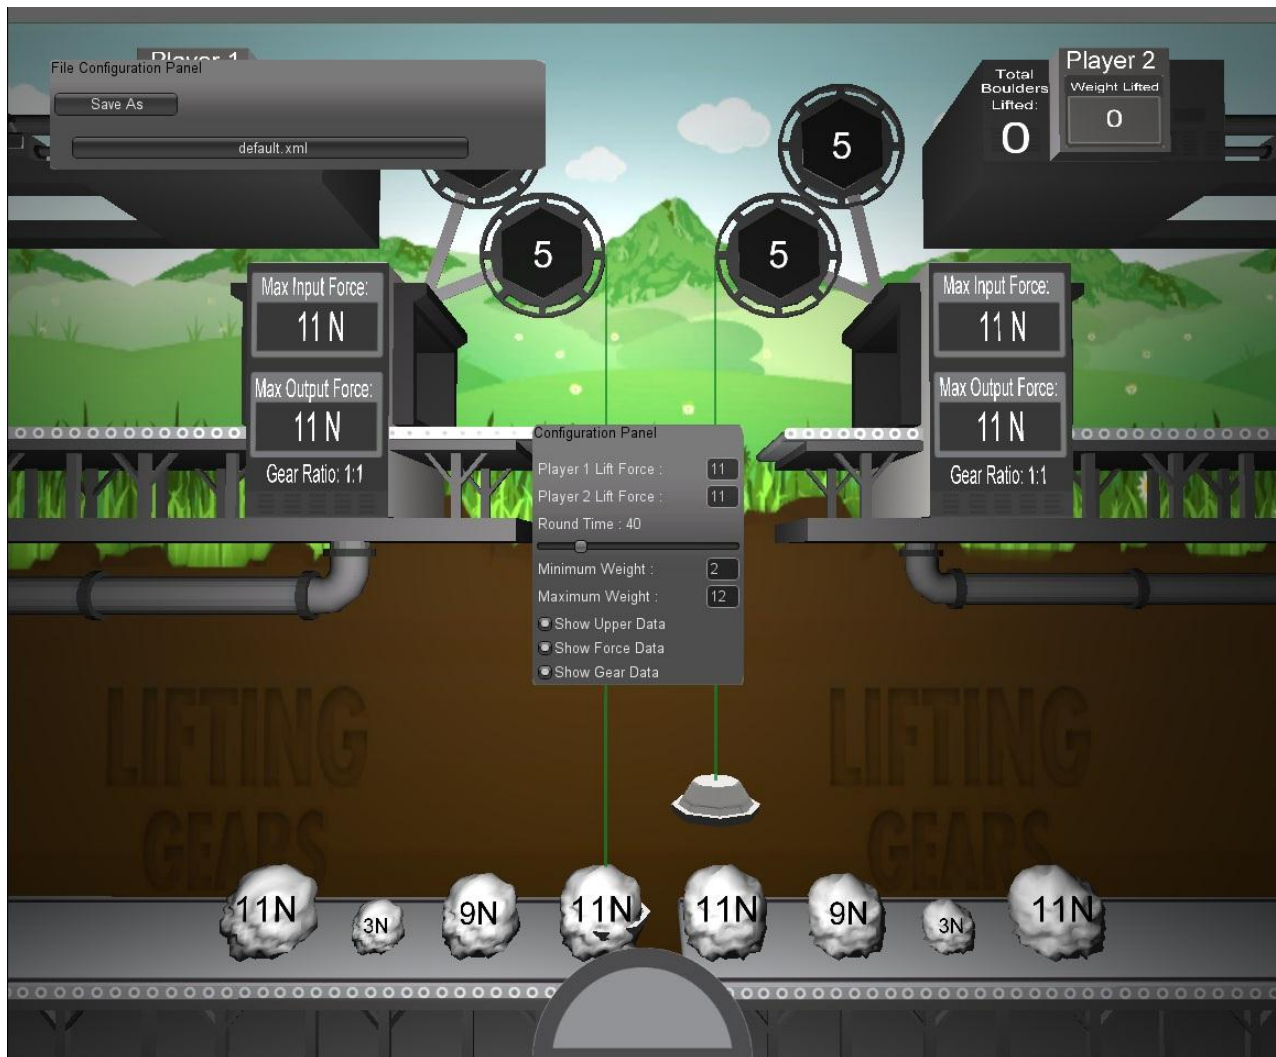 Player 1
File Configuration Panel
Save As
default.xml
Total
Boulders
Lifted:
0
Player 2
Weight Lifted
0
5
5
5
5
Max Input Force:
11 N
Max Output Force:
11 N
Gear Ratio: 1:1
Max Input Force:
11 N
Max Output Force:
11 N
Gear Ratio: 1:1
Configuration Panel
Player 1 Lift Force : 11
Player 2 Lift Force : 11
Round Time : 40
Minimum Weight : 2
Maximum Weight : 12
Show Upper Data
Show Force Data
Show Gear Data
LIFTING
GEARS
LIFTING
GEARS
11N 3N 9N 11N 11N 9N 3N 11N